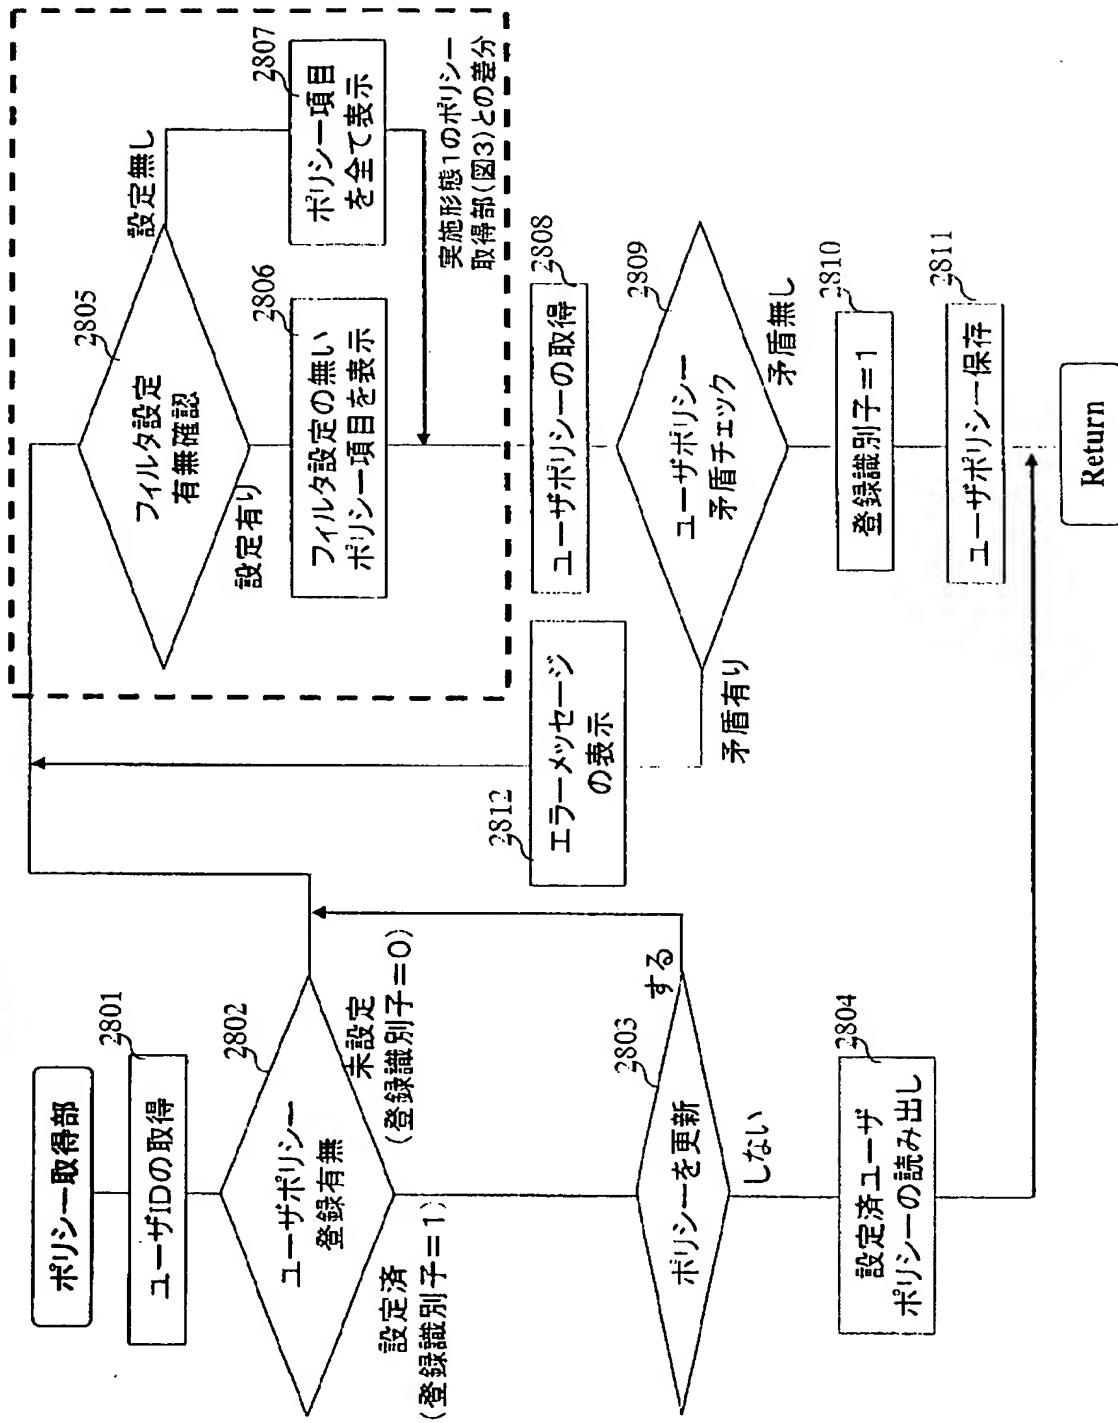 ポリシー取得部
2801
ユーザIDの取得
2802
ユーザポリシー
登録有無
未設定
(登録識別子=0)
設定済
(登録識別子=1)
2803
ポリシーを更新
する
しない
2804
設定済ユーザ
ポリシーの読み出し
2805
フィルタ設定
有無確認
設定無し
設定有り
2806
フィルタ設定の無い
ポリシー項目を表示
2807
ポリシー項目
を全て表示
実施形態1のポリシー
取得部(図3)との差分
2808
ユーザポリシーの取得
2809
ユーザポリシー
矛盾チェック
矛盾無し
矛盾有り
2810
登録識別子=1
2811
ユーザポリシー保存
2812
エラーメッセージ
の表示
Return